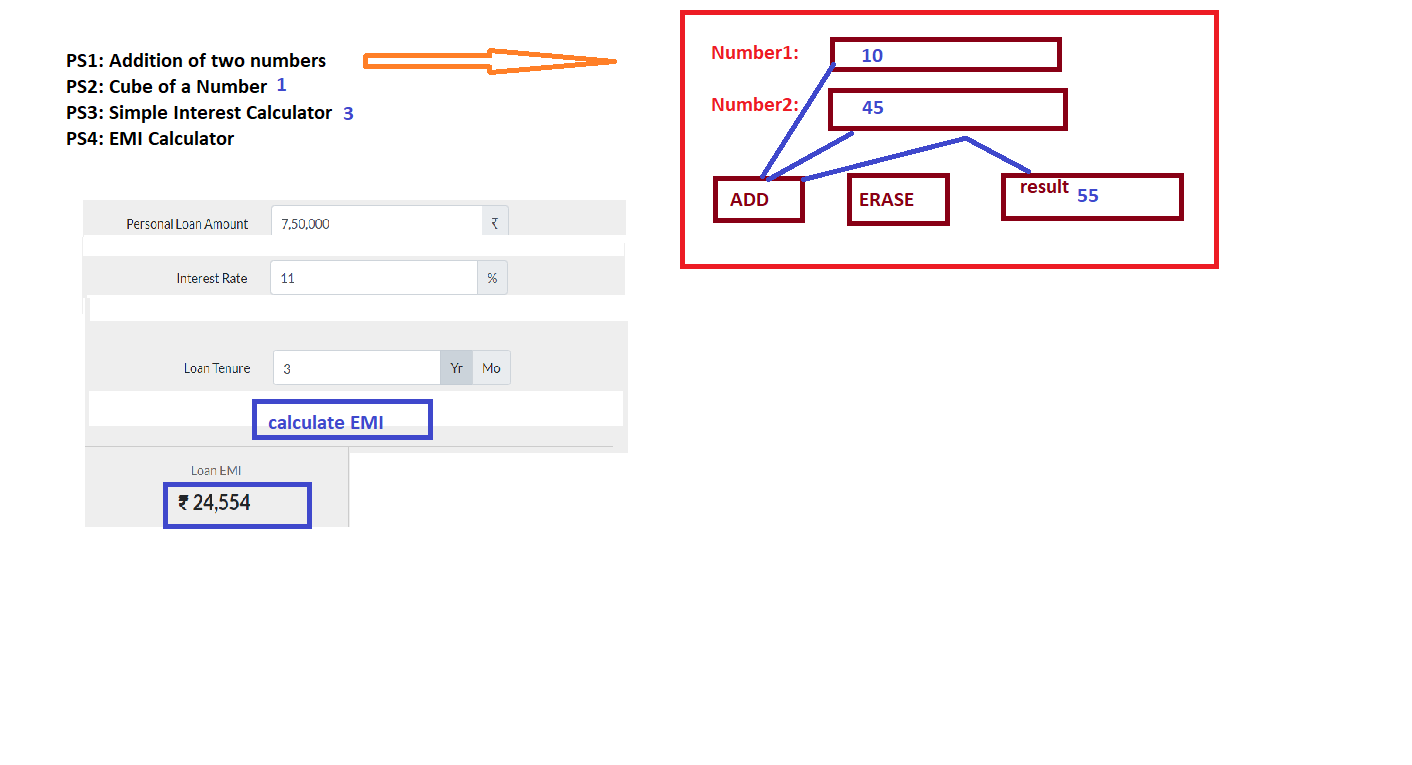 PS1: Addition of two numbers
PS2: Cube of a Number 1
PS3: Simple Interest Calculator 3
PS4: EMI Calculator
Number1: 10
Number2: 45
ADD ERASE result 55
Personal Loan Amount 7,50,000 ₹
Interest Rate 11 %
Loan Tenure 3 Yr Mo
calculate EMI
Loan EMI
₹ 24,554